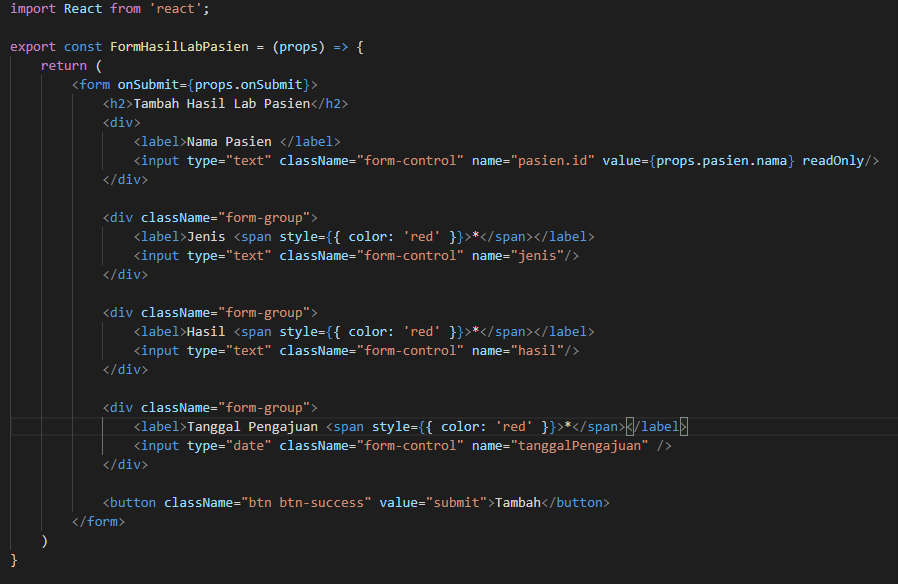 import React from 'react';
export const FormHasilLabPasien = (props) => {
return (
<form onSubmit={props.onSubmit}>
<h2>Tambah Hasil Lab Pasien</h2>
<div>
<label>Nama Pasien </label>
<input type="text" className="form-control" name="pasien.id" value={props.pasien.nama} readOnly/>
</div>
<div className="form-group">
<label>Jenis <span style={{ color: 'red' }}>*</span></label>
<input type="text" className="form-control" name="jenis"/>
</div>
<div className="form-group">
<label>Hasil <span style={{ color: 'red' }}>*</span></label>
<input type="text" className="form-control" name="hasil"/>
</div>
<div className="form-group">
<label>Tanggal Pengajuan <span style={{ color: 'red' }}>*</span></label>
<input type="date" className="form-control" name="tanggalPengajuan" />
</div>
<button className="btn btn-success" value="submit">Tambah</button>
</form>
)
}